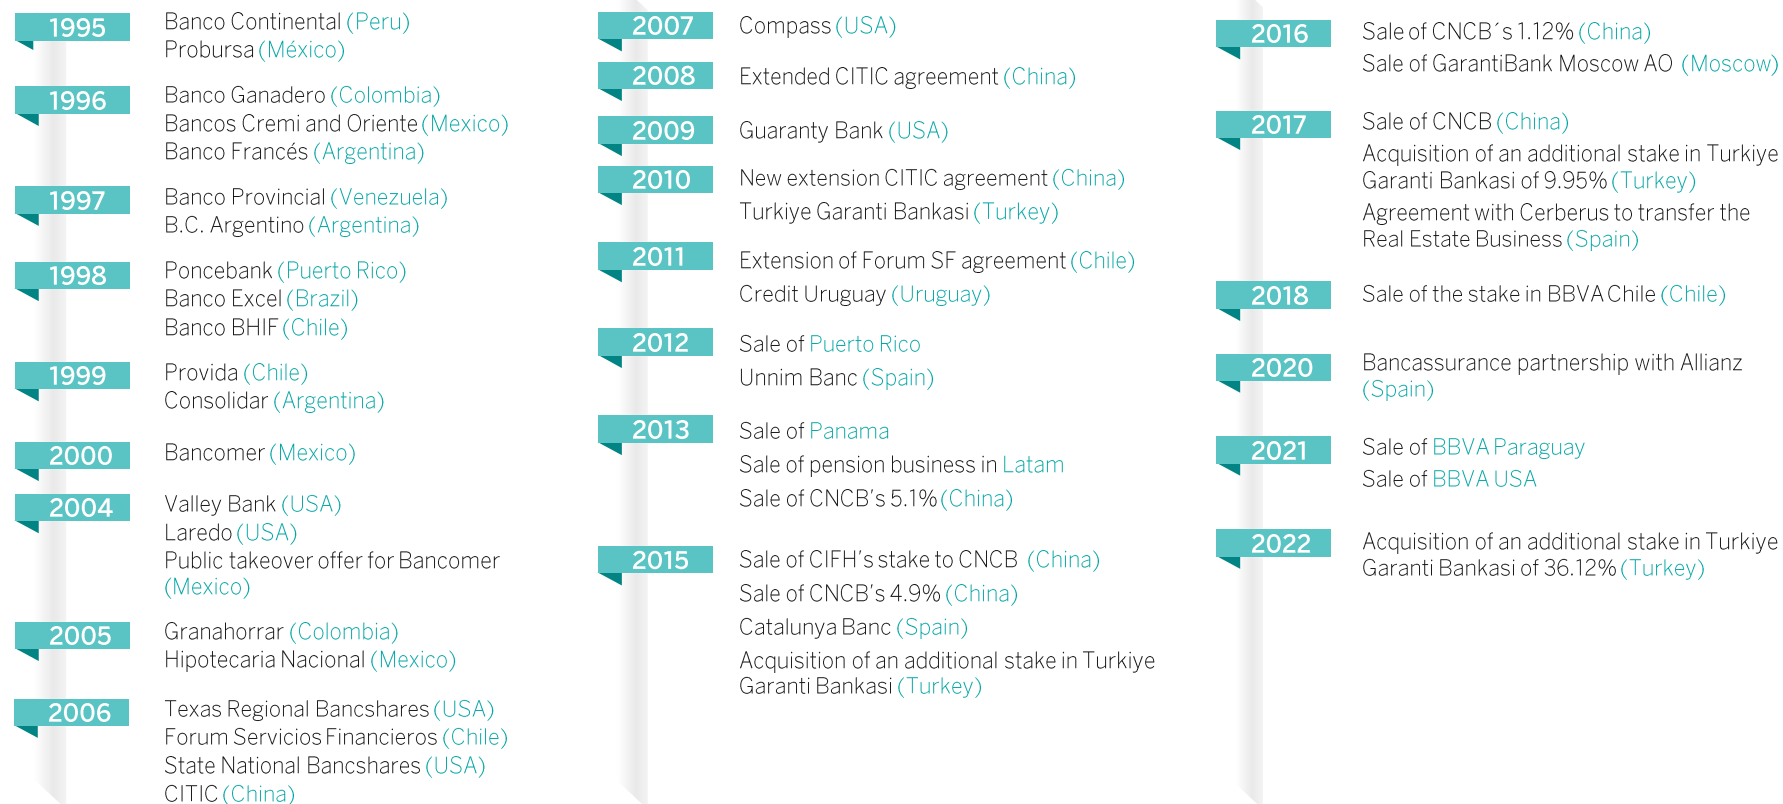 1995
Banco Continental (Peru)
Probursa (México)
1996
Banco Ganadero (Colombia)
Bancos Cremi and Oriente (Mexico)
Banco Francés (Argentina)
1997
Banco Provincial (Venezuela)
B.C. Argentino (Argentina)
1998
Poncebank (Puerto Rico)
Banco Excel (Brazil)
Banco BHIF (Chile)
1999
Provida (Chile)
Consolidar (Argentina)
2000
Bancomer (Mexico)
2004
Valley Bank (USA)
Laredo (USA)
Public takeover offer for Bancomer
(Mexico)
2005
Granahorrar (Colombia)
Hipotecaria Nacional (Mexico)
2006
Texas Regional Bancshares (USA)
Forum Servicios Financieros (Chile)
State National Bancshares (USA)
CITIC (China)
2007
Compass (USA)
2008
Extended CITIC agreement (China)
2009
Guaranty Bank (USA)
2010
New extension CITIC agreement (China)
Turkiye Garanti Bankasi (Turkey)
2011
Extension of Forum SF agreement (Chile)
Credit Uruguay (Uruguay)
2012
Sale of Puerto Rico
Unnim Banc (Spain)
2013
Sale of Panama
Sale of pension business in Latam
Sale of CNCB's 5.1% (China)
2015
Sale of CIFH's stake to CNCB (China)
Sale of CNCB's 4.9% (China)
Catalunya Banc (Spain)
Acquisition of an additional stake in Turkiye
Garanti Bankasi (Turkey)
2016
Sale of CNCB´s 1.12% (China)
Sale of GarantiBank Moscow AO (Moscow)
2017
Sale of CNCB (China)
Acquisition of an additional stake in Turkiye
Garanti Bankasi of 9.95% (Turkey)
Agreement with Cerberus to transfer the
Real Estate Business (Spain)
2018
Sale of the stake in BBVA Chile (Chile)
2020
Bancassurance partnership with Allianz
(Spain)
2021
Sale of BBVA Paraguay
Sale of BBVA USA
2022
Acquisition of an additional stake in Turkiye
Garanti Bankasi of 36.12% (Turkey)